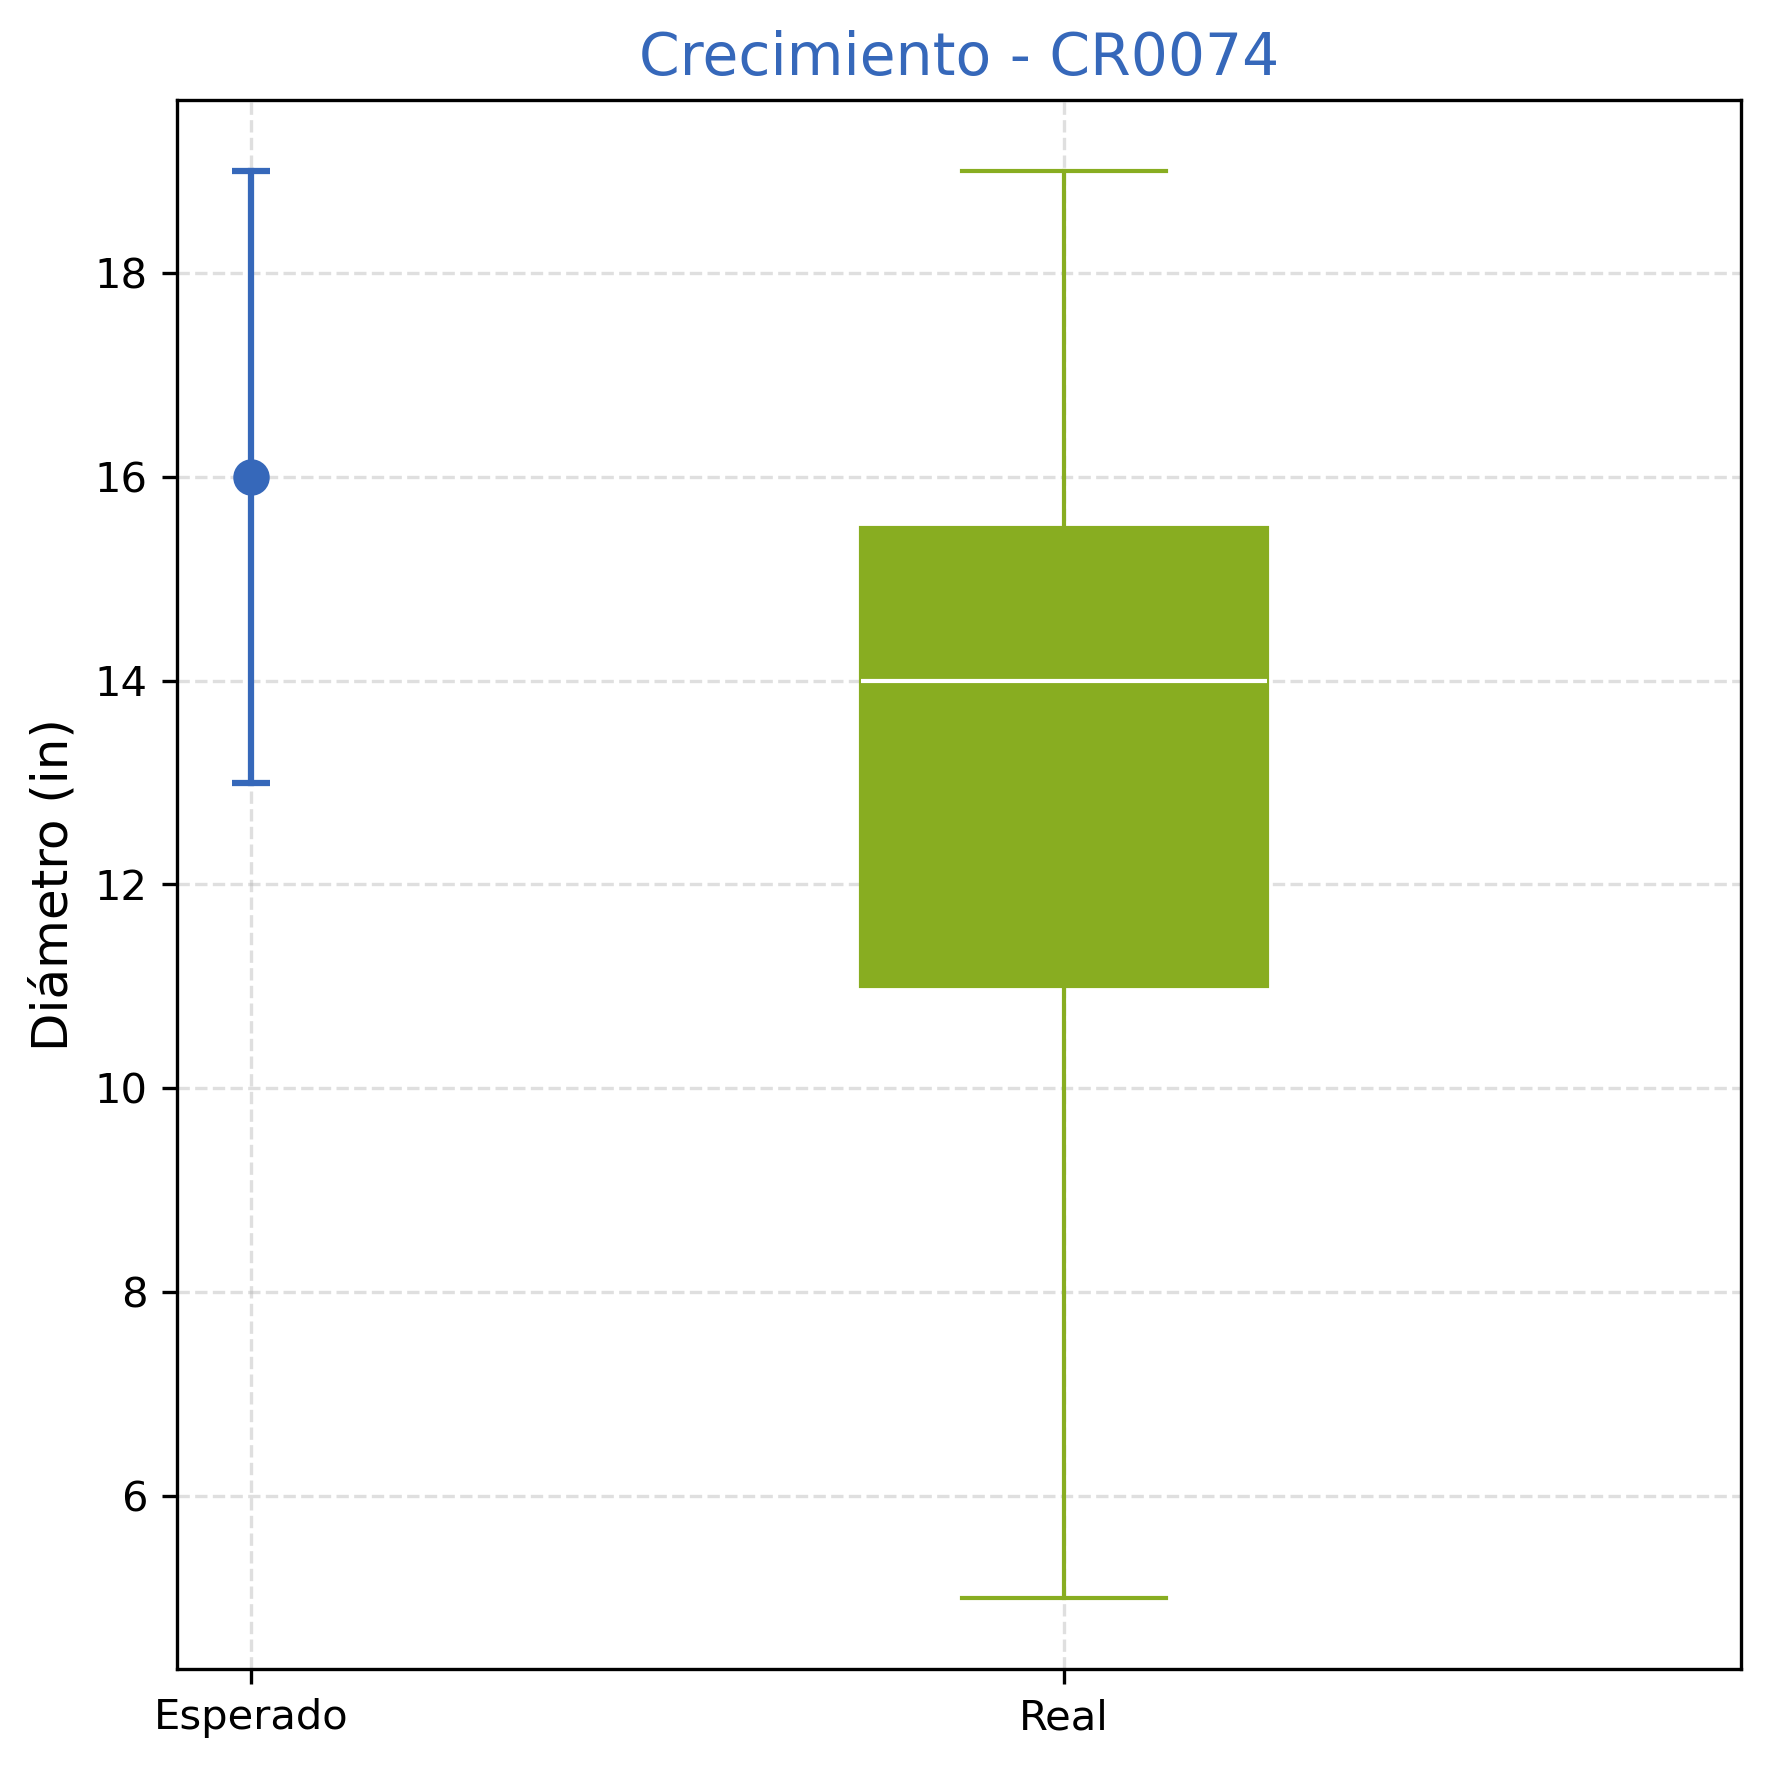 Crecimiento - CR0074
Diámetro (in)
18
16
14
12
10
8
6
Esperado
Real